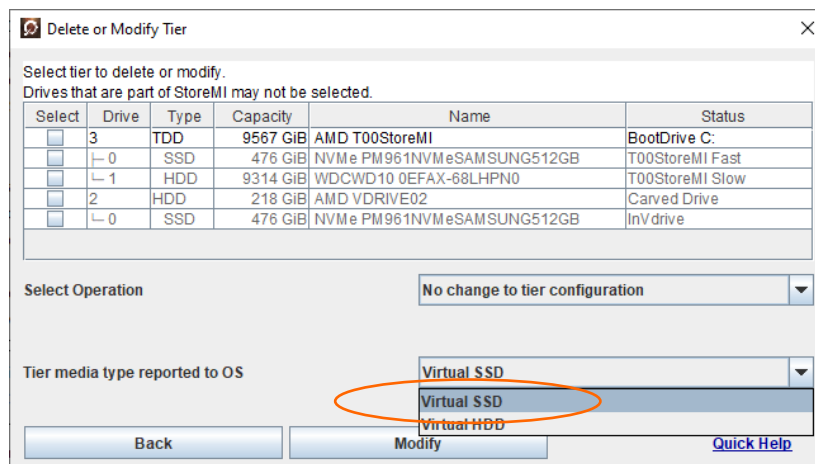 Delete or Modify Tier
Select tier to delete or modify.
Drives that are part of StoreMI may not be selected.
Select Drive Type Capacity Name Status
3 TDD 9567 GiB AMD T00StoreMI BootDrive C:
0 SSD 476 GiB NVMe PM961NVMeSAMSUNG512GB T00StoreMI Fast
1 HDD 9314 GiB WDCWD10 0EFAX-68LHPN0 T00StoreMI Slow
2 HDD 218 GiB AMD VDRIVE02 Carved Drive
0 SSD 476 GiB NVMe PM961NVMeSAMSUNG512GB InVdrive
Select Operation No change to tier configuration
Tier media type reported to OS Virtual SSD
Virtual SSD
Virtual HDD
Back Modify Quick Help